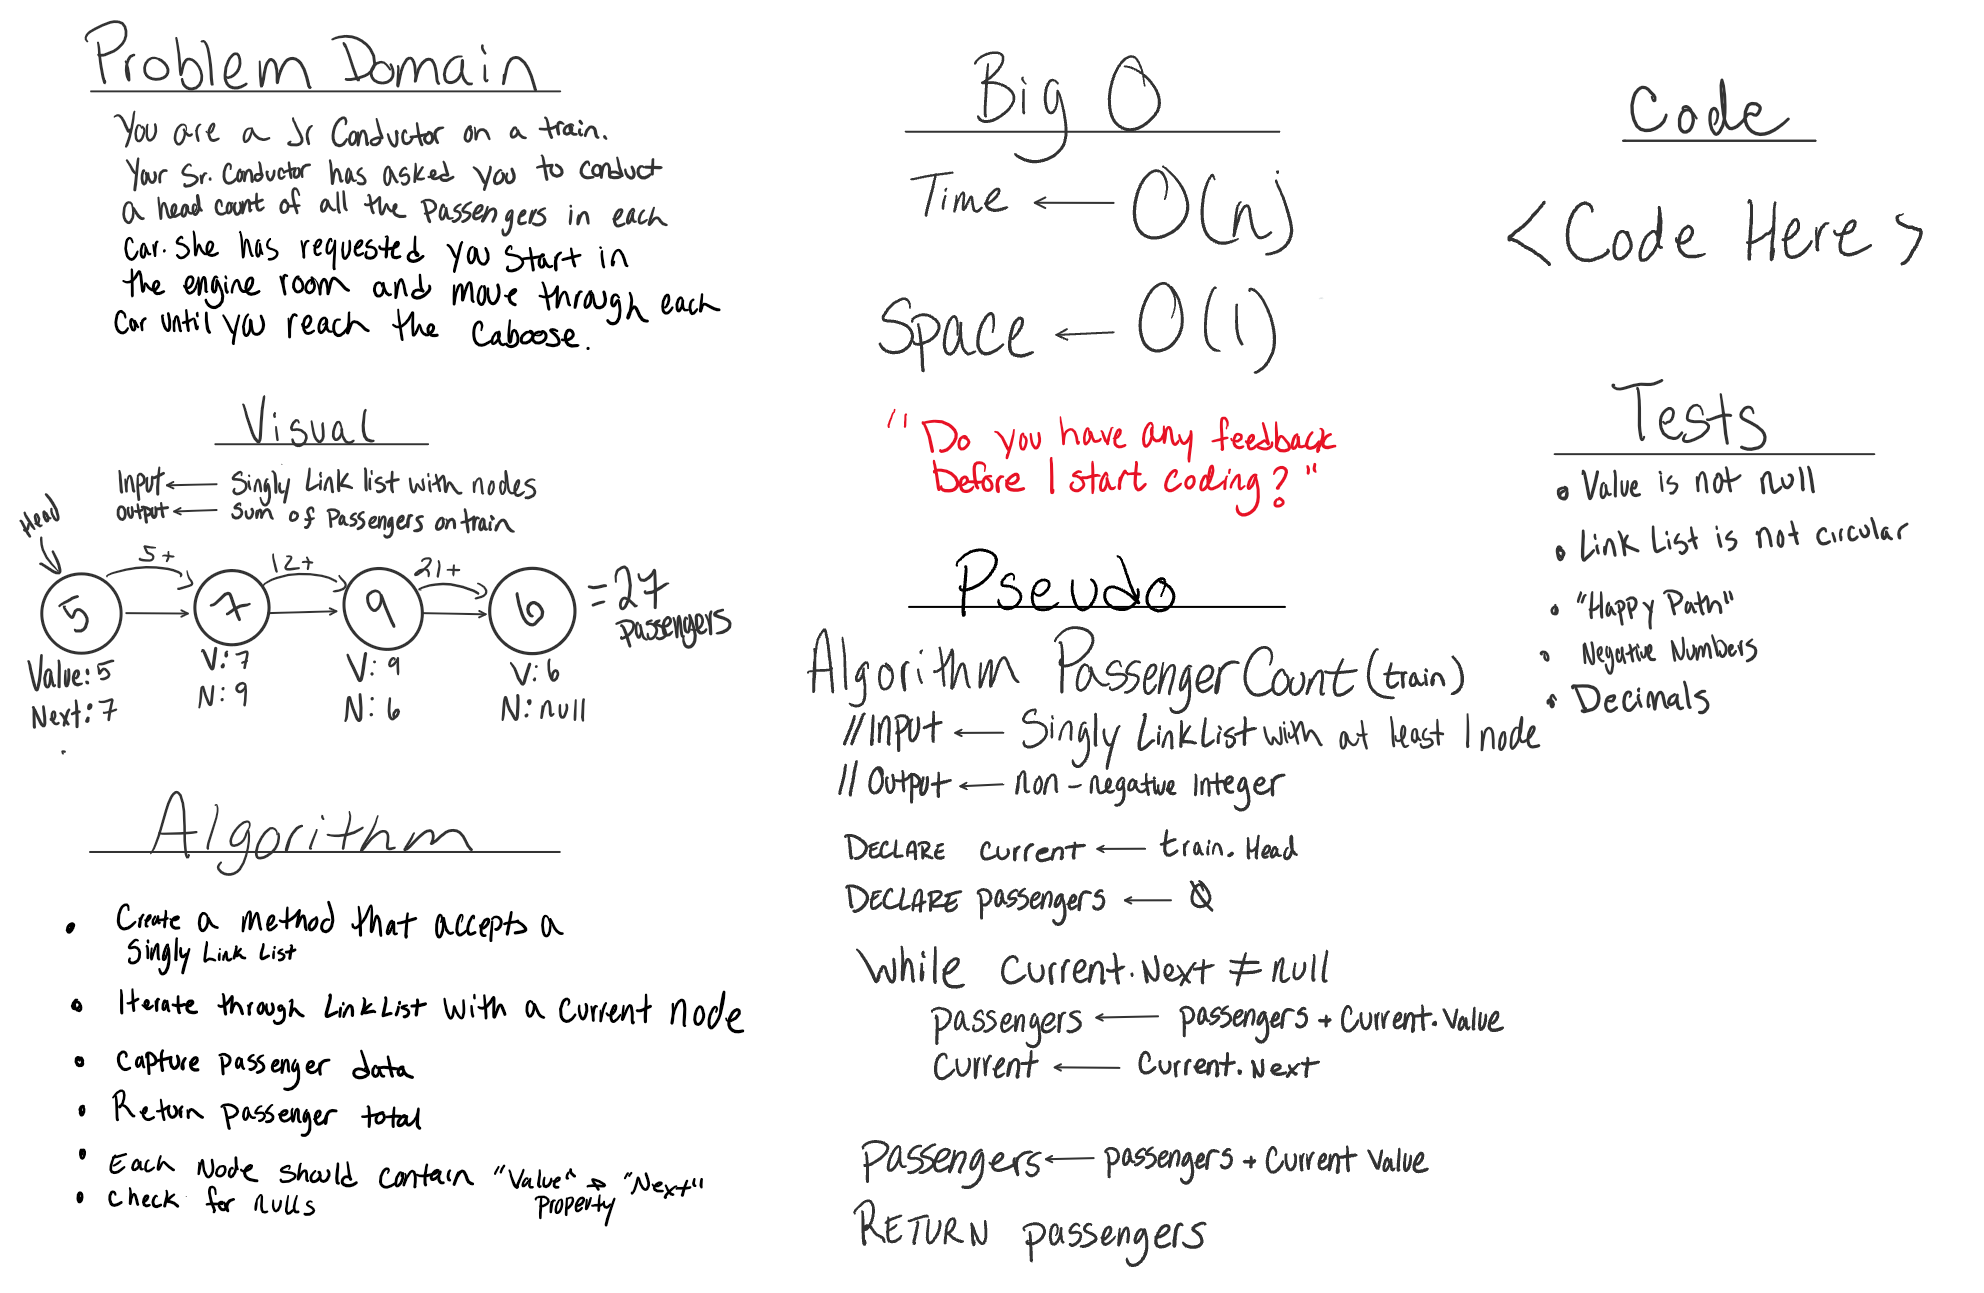 Problem Domain
You are a Jr Conductor on a train.
Your Sr. Conductor has asked you to conduct
a head count of all the Passengers in each
Car. She has requested you start in
the engine room and move through each
Car until you reach the Caboose.
Visual
Input ← Singly Link list with nodes
Output ← Sum of Passengers on train
Head
5+ 12+ 21+
5 7 9 6 = 27
Passengers
Value: 5 V: 7 V: 9 V: 6
Next: 7 N: 9 N: 6 N: null
Algorithm
• Create a method that accepts a
Singly Link List
• Iterate through LinkList with a current node
• Capture passenger data
• Return passenger total
• Each Node should contain "Value" & "Next"
Property
• Check for nulls
Big O
Time ← O(n)
Space ← O(1)
"Do you have any feedback
before I start coding?"
Pseudo
Algorithm PassengerCount(train)
// Input ← Singly LinkList with at least 1 node
// Output ← non-negative Integer
DECLARE current ← train.Head
DECLARE passengers ← 0
While Current.Next ≠ null
passengers ← passengers + Current.Value
Current ← Current.Next
Passengers ← passengers + Current Value
RETURN passengers
Code
<Code Here>
Tests
• Value is not null
• Link List is not circular
• "Happy Path"
• Negative Numbers
• Decimals